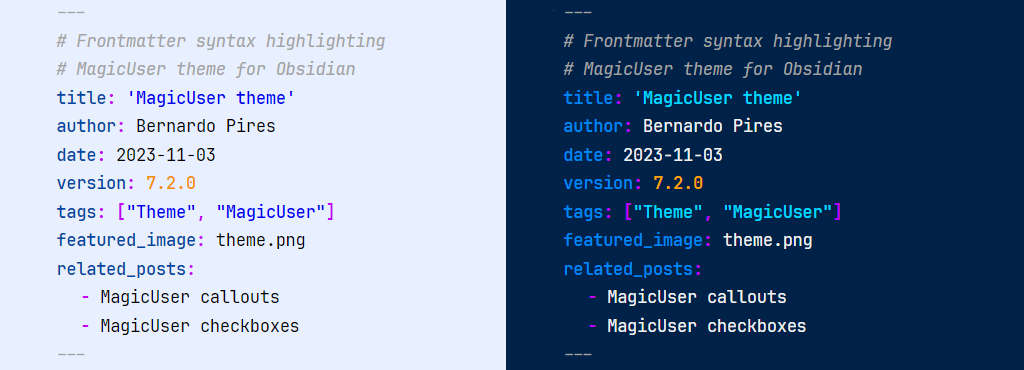 ---
# Frontmatter syntax highlighting
# MagicUser theme for Obsidian
title: 'MagicUser theme'
author: Bernardo Pires
date: 2023-11-03
version: 7.2.0
tags: ["Theme", "MagicUser"]
featured_image: theme.png
related_posts:
  - MagicUser callouts
  - MagicUser checkboxes
---
---
# Frontmatter syntax highlighting
# MagicUser theme for Obsidian
title: 'MagicUser theme'
author: Bernardo Pires
date: 2023-11-03
version: 7.2.0
tags: ["Theme", "MagicUser"]
featured_image: theme.png
related_posts:
  - MagicUser callouts
  - MagicUser checkboxes
---